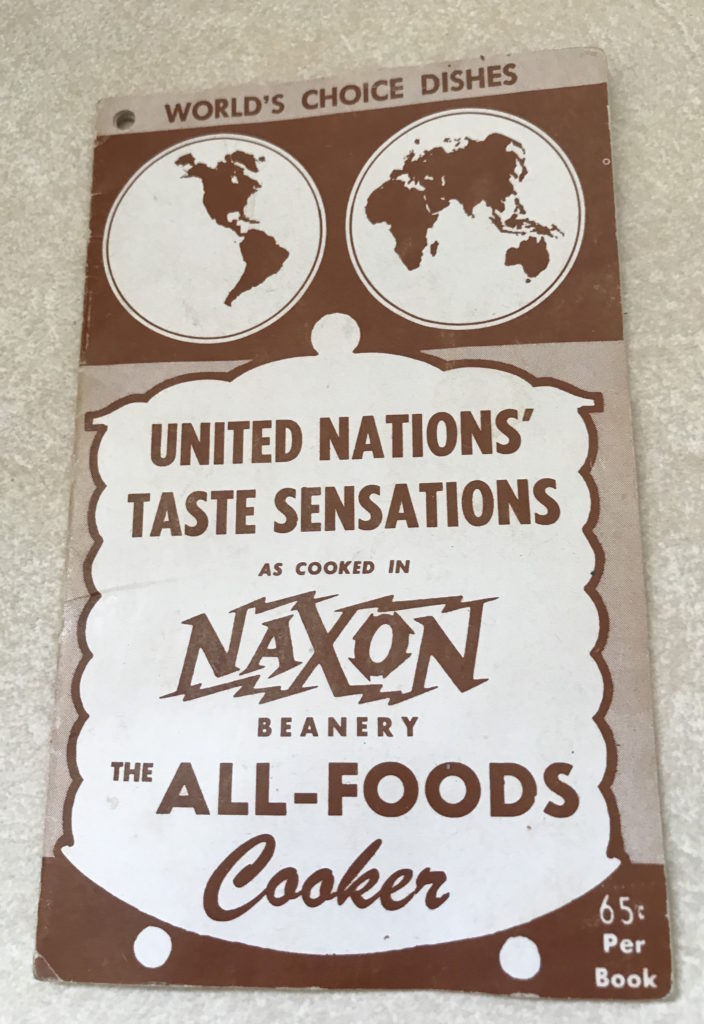 WORLD'S CHOICE DISHES
UNITED NATIONS'
TASTE SENSATIONS
AS COOKED IN
NAXON
BEANERY
THE ALL-FOODS
Cooker
65¢
Per
Book